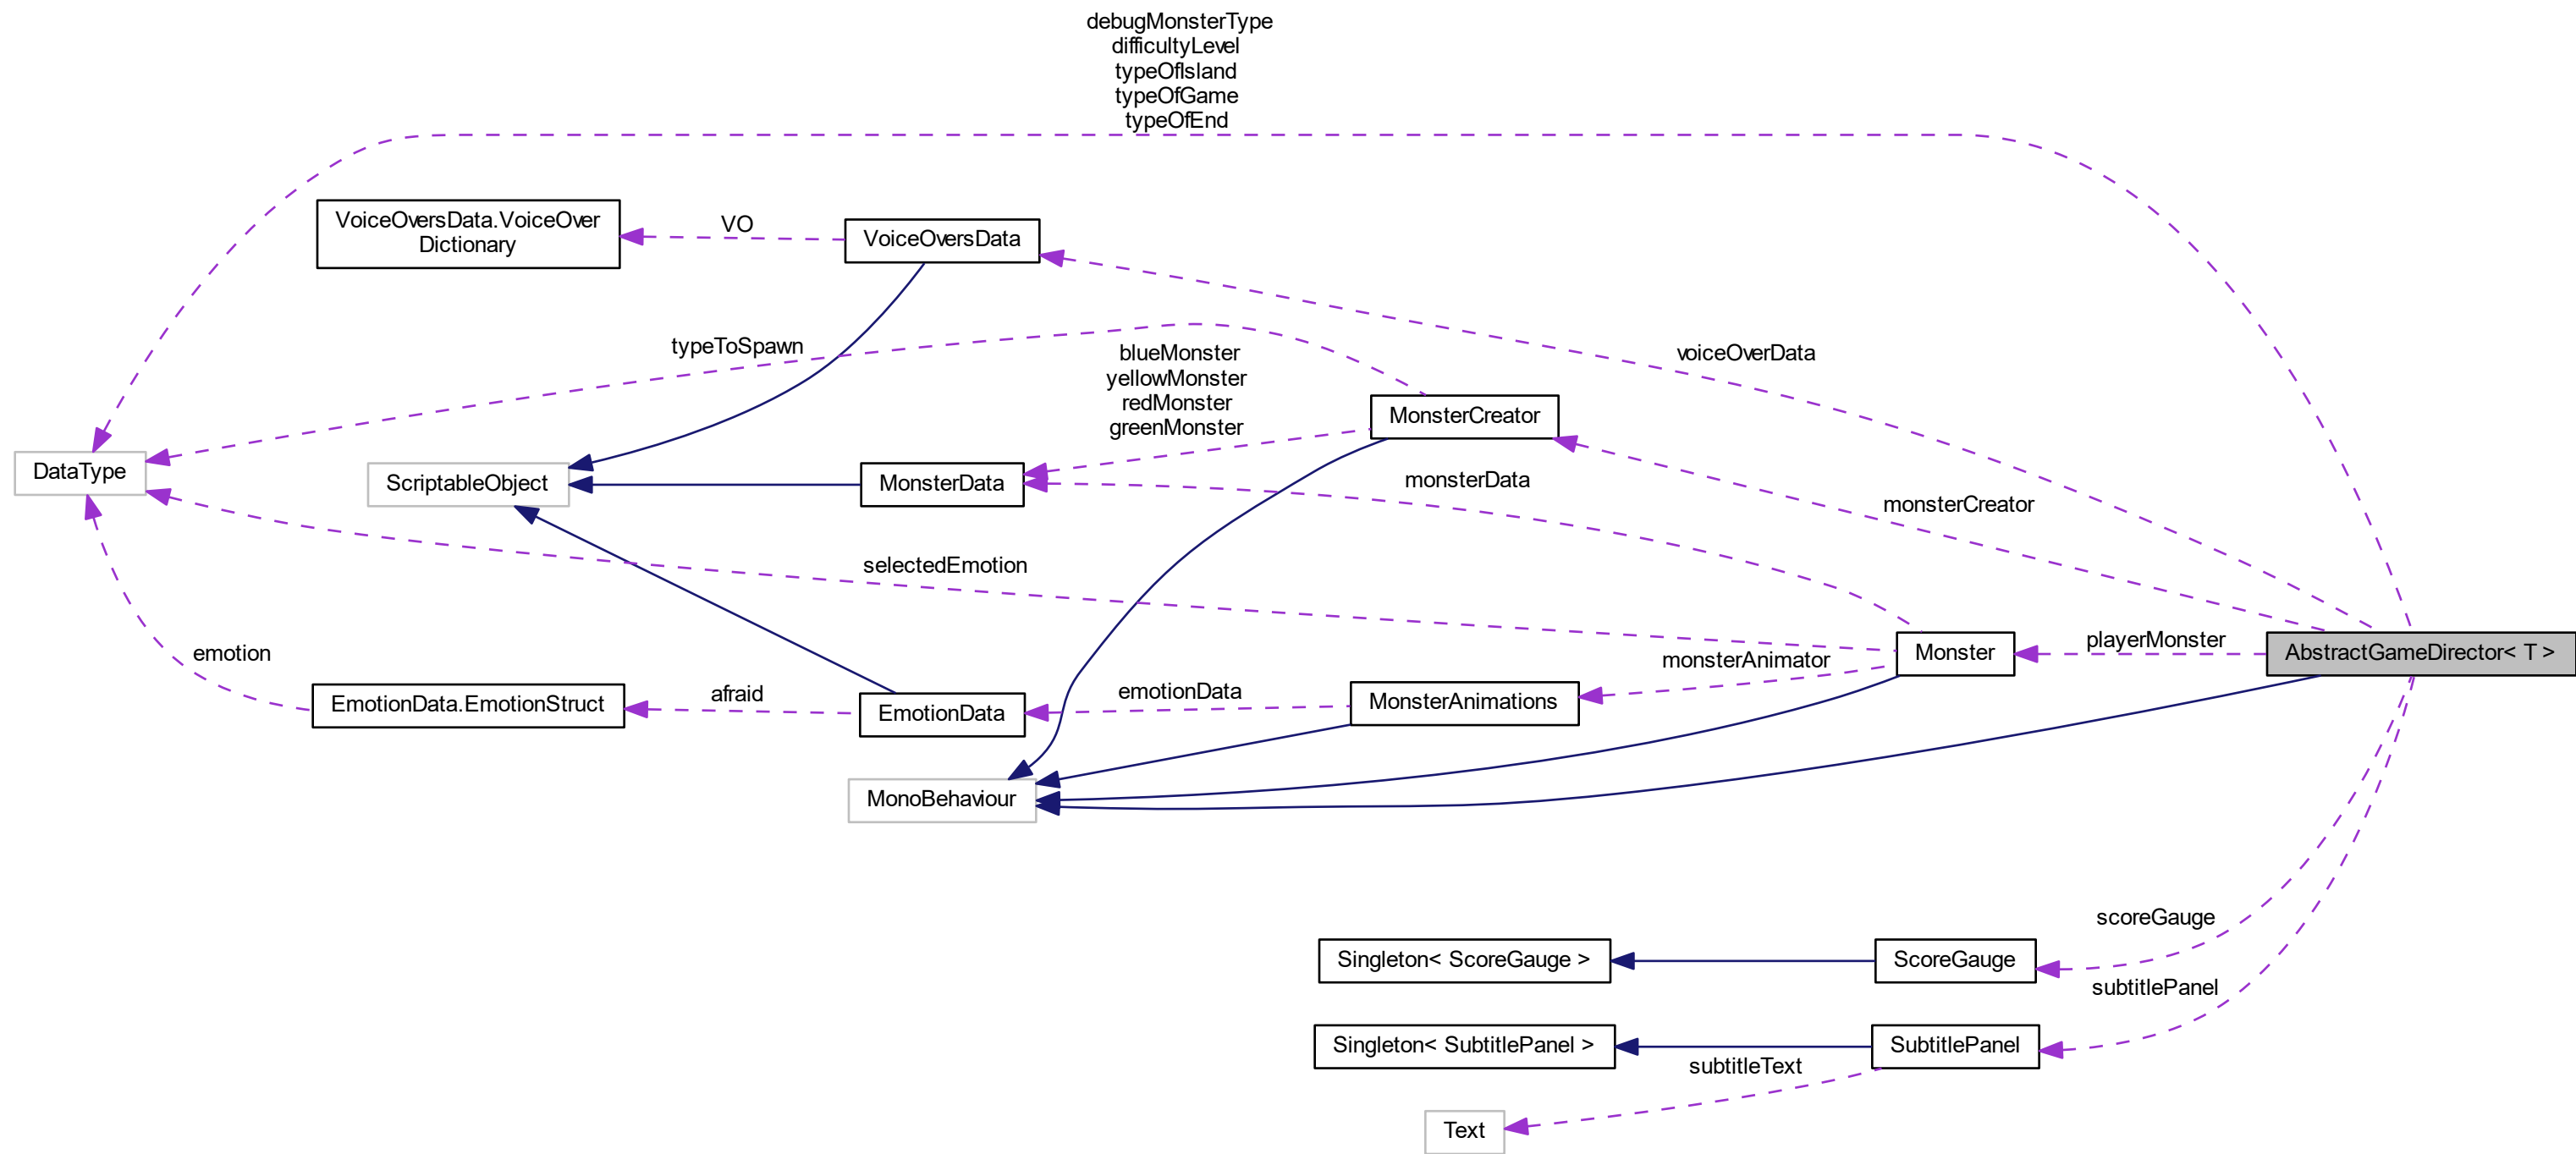 debugMonsterType
difficultyLevel
typeOfIsland
typeOfGame
typeOfEnd
VoiceOversData.VoiceOver
Dictionary
VO
VoiceOversData
typeToSpawn
blueMonster
yellowMonster
redMonster
greenMonster
voiceOverData
MonsterCreator
DataType
ScriptableObject
MonsterData
monsterData
monsterCreator
selectedEmotion
emotion
playerMonster
Monster
AbstractGameDirector< T >
monsterAnimator
EmotionData.EmotionStruct
afraid
EmotionData
emotionData
MonsterAnimations
MonoBehaviour
scoreGauge
Singleton< ScoreGauge >
ScoreGauge
subtitlePanel
Singleton< SubtitlePanel >
SubtitlePanel
subtitleText
Text